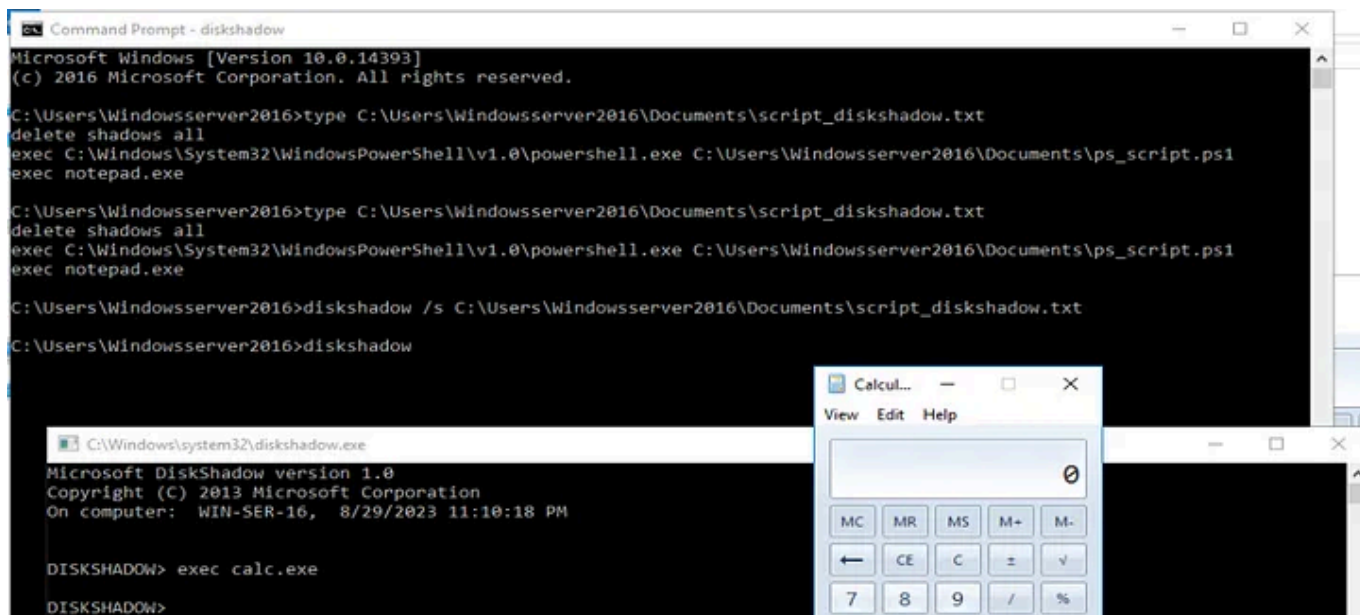 Command Prompt - diskshadow
Microsoft Windows [Version 10.0.14393]
(c) 2016 Microsoft Corporation. All rights reserved.
C:\Users\Windowsserver2016>type C:\Users\Windowsserver2016\Documents\script_diskshadow.txt
delete shadows all
exec C:\Windows\System32\WindowsPowerShell\v1.0\powershell.exe C:\Users\Windowsserver2016\Documents\ps_script.ps1
exec notepad.exe
C:\Users\Windowsserver2016>type C:\Users\Windowsserver2016\Documents\script_diskshadow.txt
delete shadows all
exec C:\Windows\System32\WindowsPowerShell\v1.0\powershell.exe C:\Users\Windowsserver2016\Documents\ps_script.ps1
exec notepad.exe
C:\Users\Windowsserver2016>diskshadow /s C:\Users\Windowsserver2016\Documents\script_diskshadow.txt
C:\Users\Windowsserver2016>diskshadow
C:\Windows\system32\diskshadow.exe
Microsoft DiskShadow version 1.0
Copyright (C) 2013 Microsoft Corporation
On computer: WIN-SER-16, 8/29/2023 11:10:18 PM
DISKSHADOW> exec calc.exe
DISKSHADOW>
Calcul...
View Edit Help
0
MC MR MS M+ M-
← CE C ± √
7 8 9 / %